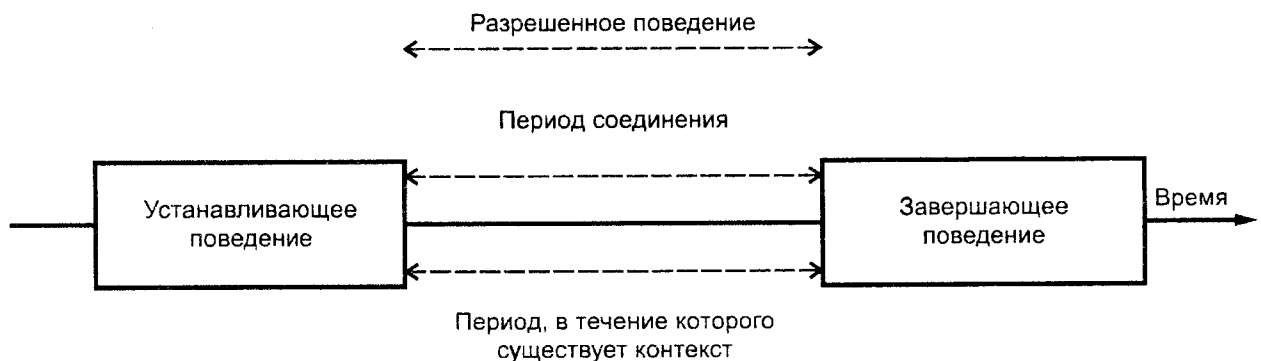 Разрешенное поведение
Период соединения
Устанавливающее
поведение
Завершающее
поведение
Время
Период, в течение которого
существует контекст